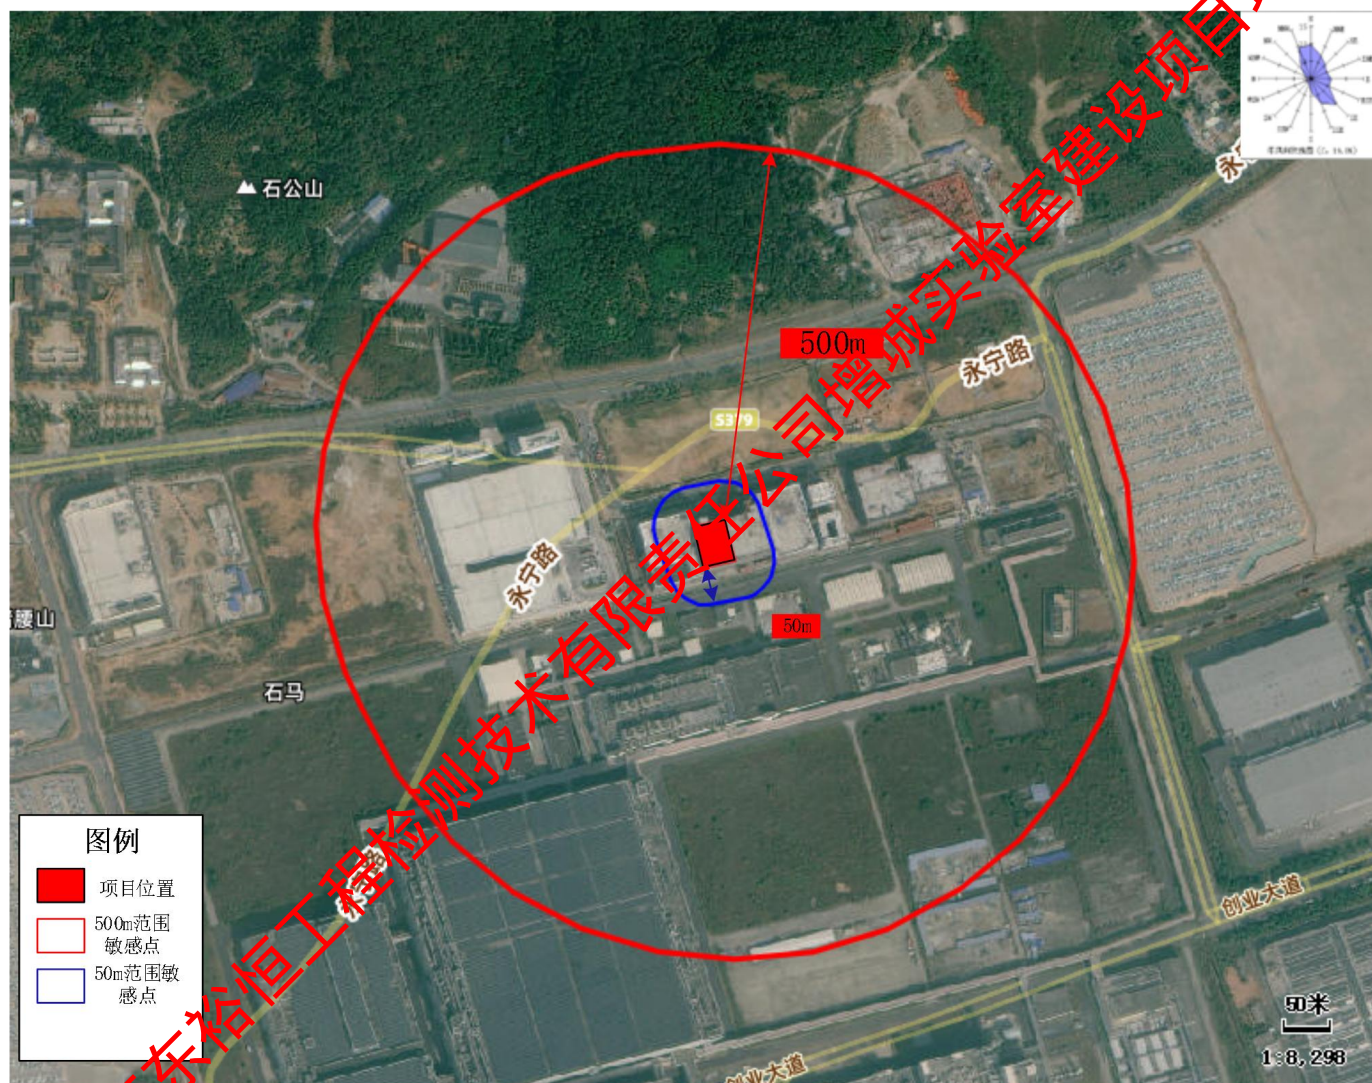 石公山
500m
永宁路
S379
永宁路
50m
石马
腰山
图例
项目位置
500m范围
敏感点
50m范围敏
感点
创业大道
创业大道
50米
1:8,298
东裕恒工程检测技术有限责任公司增城实验室建设项目